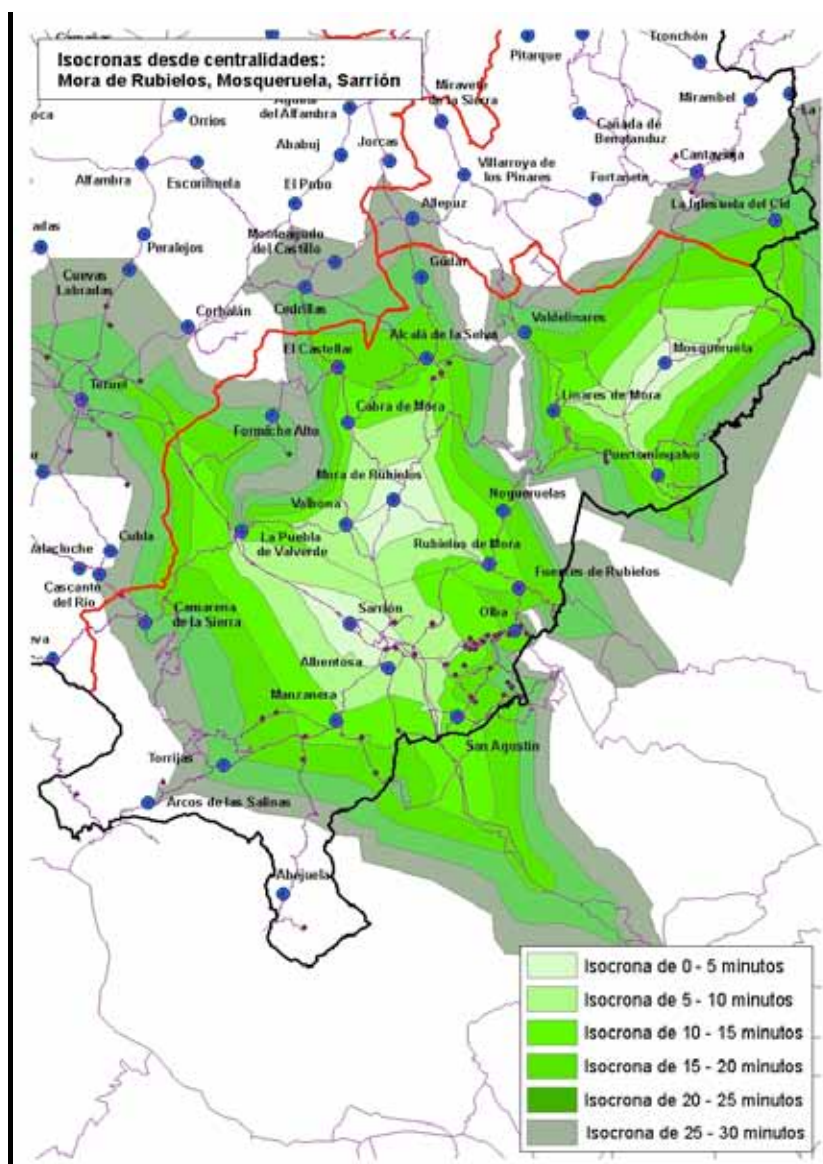 Isocronas desde centralidades:
Mora de Rubielos, Mosqueruela, Sarrión
Pitarque
Tronchón
Miravete
de la Sierra
Mirambel
La
Orrios
del Alfambra
Cañada de
Benatanduz
Ababuj
Jorcas
Cantavieja
Alfambra
Escorihuela
Villarroya de
los Pinares
Fortanete
El Pobo
Allepuz
La Iglesuela del Cid
Peralejos
Monteagudo
del Castillo
Cuevas
Labradas
Gúdar
Cedrillas
Corbalán
Valdelinares
Alcalá de la Selva
El Castellar
Mosqueruela
Teruel
Linares de Mora
Cabra de Mora
Formiche Alto
Puertomingalvo
Mora de Rubielos
Nogueruelas
Valbona
La Puebla
de Valverde
Rubielos de Mora
Cubla
Fuentes de Rubielos
Cascante
del Río
Camarena
de la Sierra
Sarrión
Olba
Albentosa
Manzanera
San Agustín
Torrijas
Arcos de las Salinas
Abejuela
Isocrona de 0 - 5 minutos
Isocrona de 5 - 10 minutos
Isocrona de 10 - 15 minutos
Isocrona de 15 - 20 minutos
Isocrona de 20 - 25 minutos
Isocrona de 25 - 30 minutos